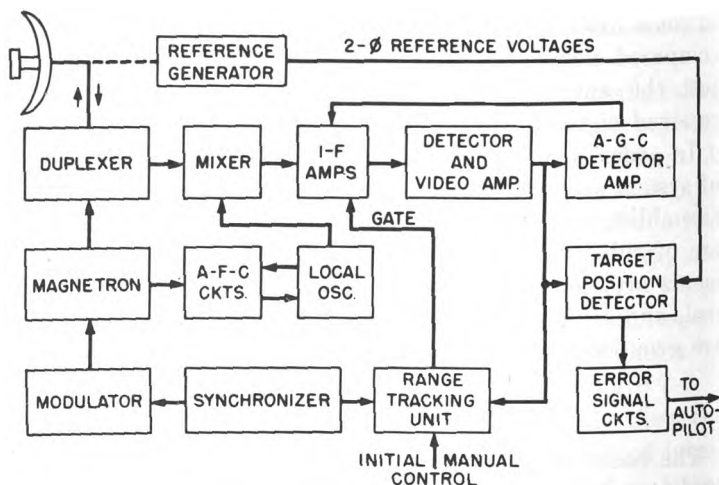 REFERENCE
GENERATOR
2-Ø REFERENCE VOLTAGES
DUPLEXER
MIXER
I-F
AMPS
DETECTOR
AND
VIDEO AMP.
A-G-C
DETECTOR
AMP.
GATE
MAGNETRON
A-F-C
CKTS.
LOCAL
OSC.
TARGET
POSITION
DETECTOR
MODULATOR
SYNCHRONIZER
RANGE
TRACKING
UNIT
ERROR
SIGNAL
CKTS.
TO
AUTO-
PILOT
INITIAL MANUAL
CONTROL